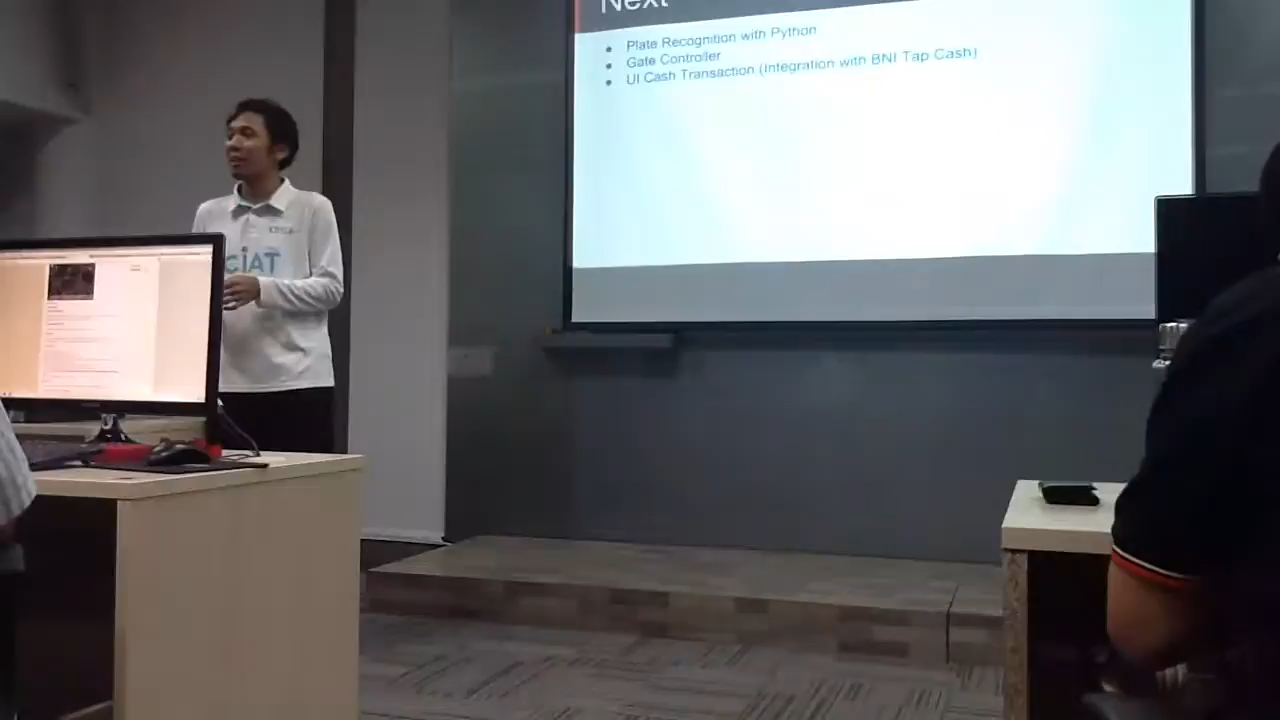 Next
Plate Recognition with Python
Gate Controller
UI Cash Transaction (Integration with BNI Tap Cash)
CIAT